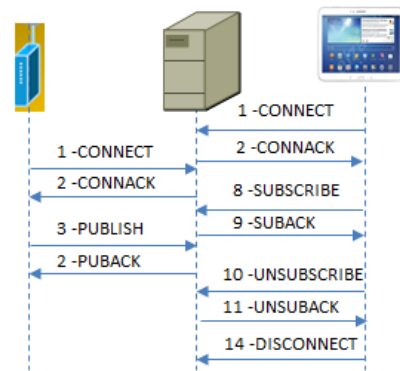 1 -CONNECT
1 -CONNECT
2 -CONNACK
2 -CONNACK
8 -SUBSCRIBE
3 -PUBLISH
9 -SUBACK
2 -PUBACK
10 -UNSUBSCRIBE
11 -UNSUBACK
14 -DISCONNECT